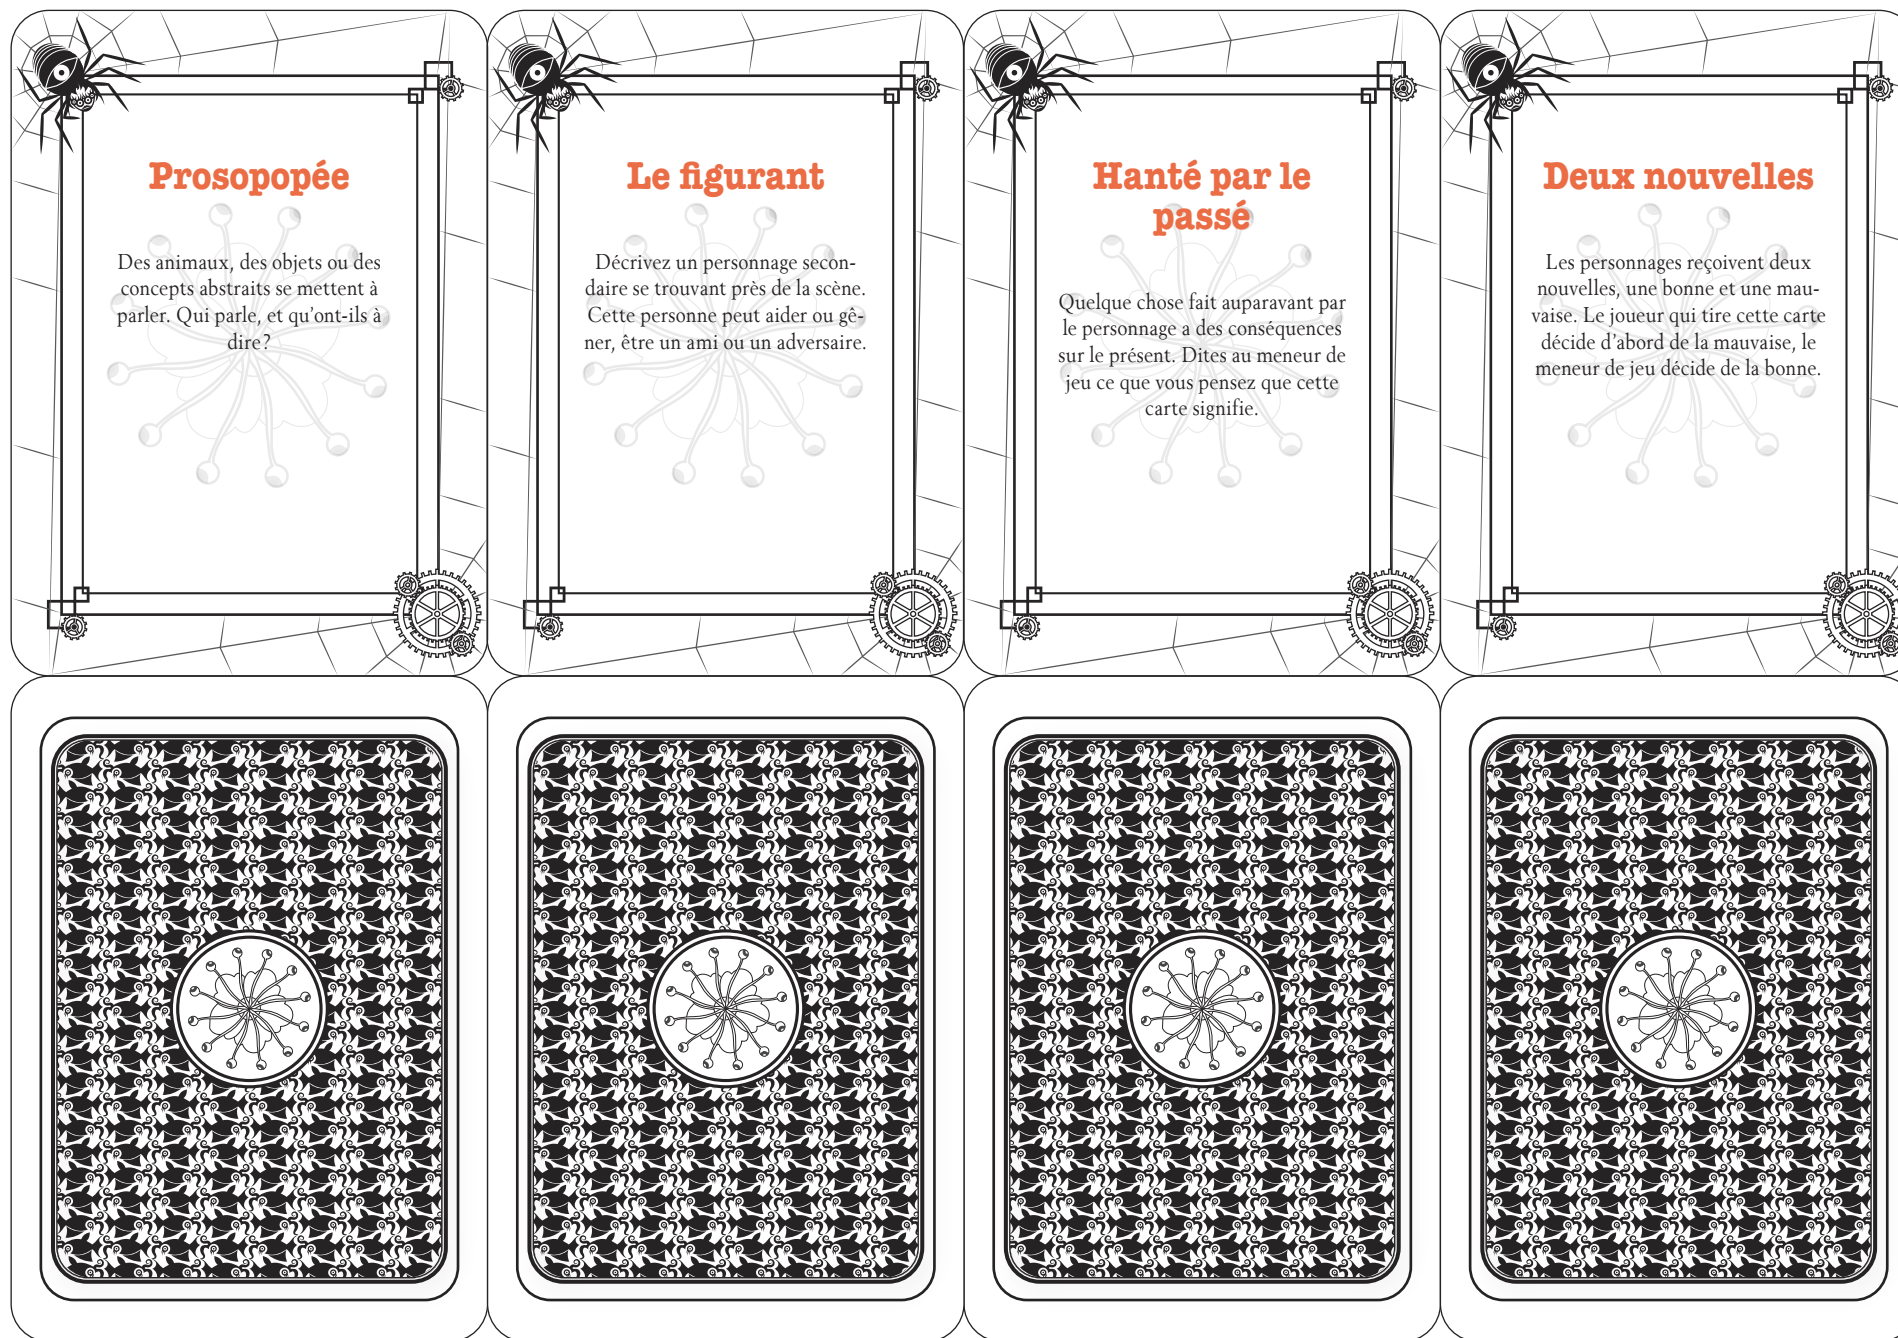 Prosopopée
Des animaux, des objets ou des
concepts abstraits se mettent à
parler. Qui parle, et qu'ont-ils à
dire?
Le figurant
Décrivez un personnage secon-
daire se trouvant près de la scène.
Cette personne peut aider ou gê-
ner, être un ami ou un adversaire.
Hanté par le
passé
Quelque chose fait auparavant par
le personnage a des conséquences
sur le présent. Dites au meneur de
jeu ce que vous pensez que cette
carte signifie.
Deux nouvelles
Les personnages reçoivent deux
nouvelles, une bonne et une mau-
vaise. Le joueur qui tire cette carte
décide d'abord de la mauvaise, le
meneur de jeu décide de la bonne.